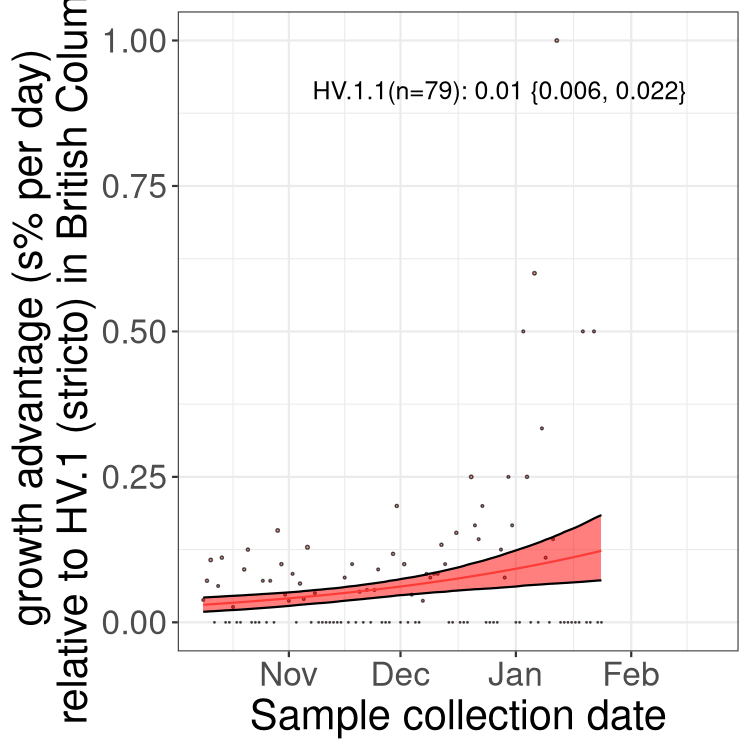 growth advantage (s% per day)
relative to HV.1 (stricto) in British Colum
1.00
0.75
0.50
0.25
0.00
HV.1.1(n=79): 0.01 {0.006, 0.022}
Nov Dec Jan Feb
Sample collection date